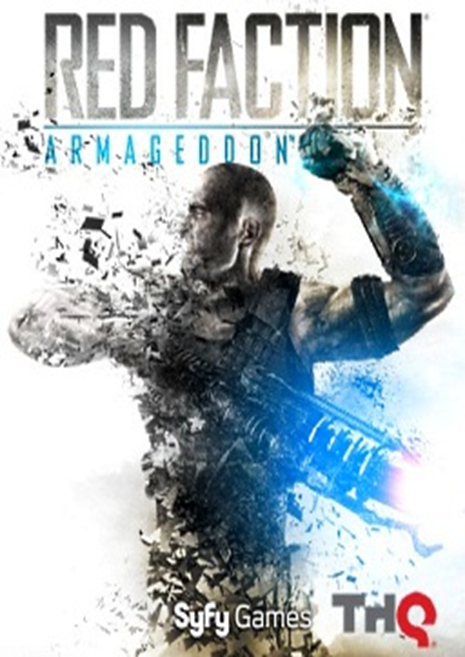 RED FACTION
ARMAGEDDON
Syfy Games
THQ